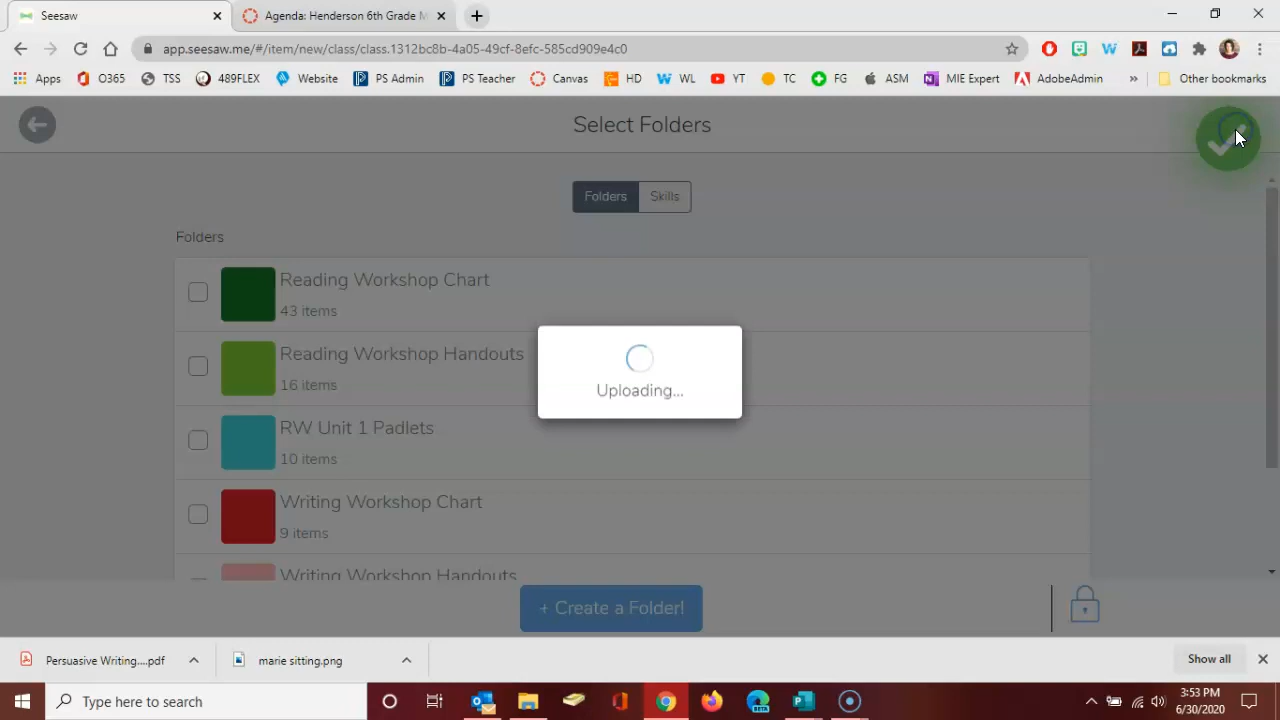 Seesaw
Agenda: Henderson 6th Grade M
app.seesaw.me/#/item/new/class/class.1312bc8b-4a05-49cf-8efc-585cd909e4c0
Apps O365 TSS 489FLEX Website PS Admin PS Teacher Canvas HD WL YT TC FG ASM MIE Expert AdobeAdmin » Other bookmarks
Select Folders
Folders Skills
Folders
Reading Workshop Chart
43 items
Reading Workshop Handouts
16 items
Uploading...
RW Unit 1 Padlets
10 items
Writing Workshop Chart
9 items
Writing Workshop Handouts
+ Create a Folder!
Persuasive Writing....pdf
marie sitting.png
Show all
Type here to search
3:53 PM
6/30/2020